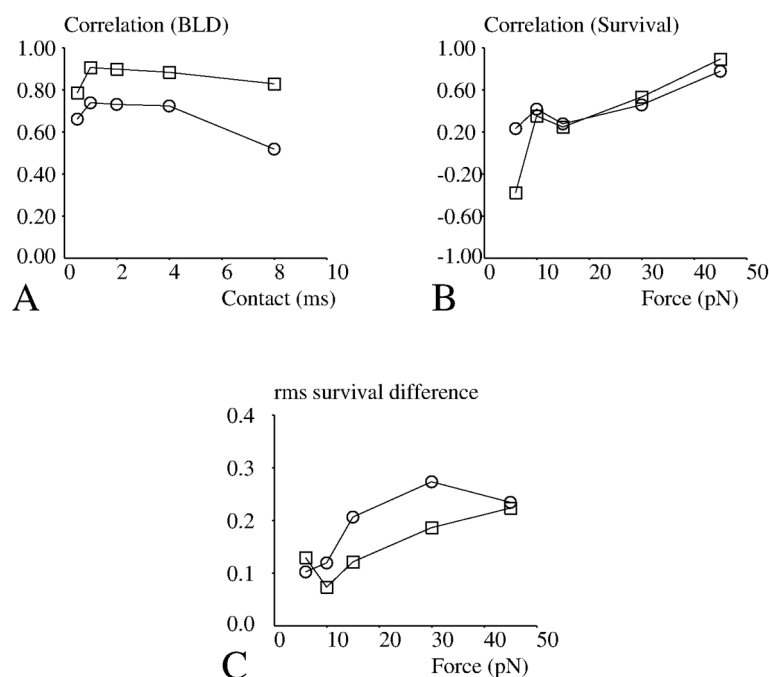 Correlation (BLD)
1.00
0.80
0.60
0.40
0.20
0.00
0 2 4 6 8 10
Contact (ms)
A
Correlation (Survival)
1.00
0.60
0.20
-0.20
-0.60
-1.00
0 10 20 30 40 50
Force (pN)
B
rms survival difference
0.4
0.3
0.2
0.1
0.0
0 10 20 30 40 50
Force (pN)
C